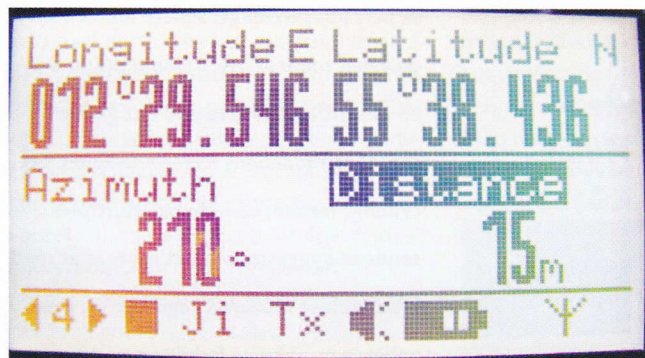 Longitude E Latitude N
012°29.546 55°38.436
Azimuth Distance
210° 15m
4 Ji Tx